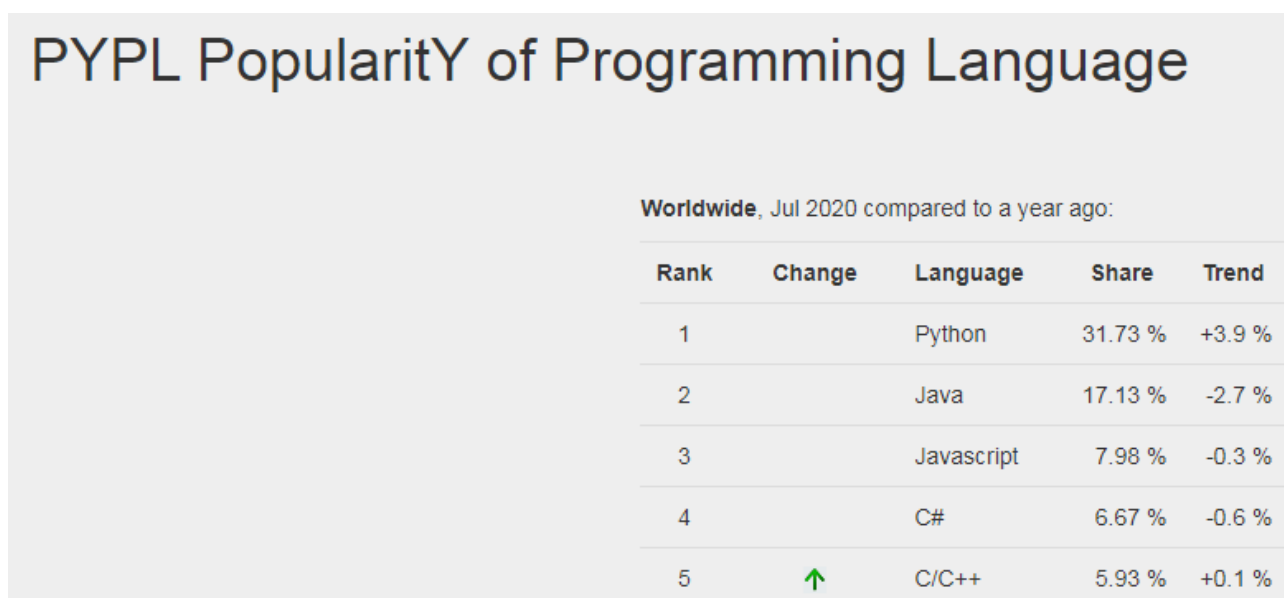 PYPL PopularitY of Programming Language
Worldwide, Jul 2020 compared to a year ago:
Rank Change Language Share Trend
1 Python 31.73 % +3.9 %
2 Java 17.13 % -2.7 %
3 Javascript 7.98 % -0.3 %
4 C# 6.67 % -0.6 %
5 C/C++ 5.93 % +0.1 %